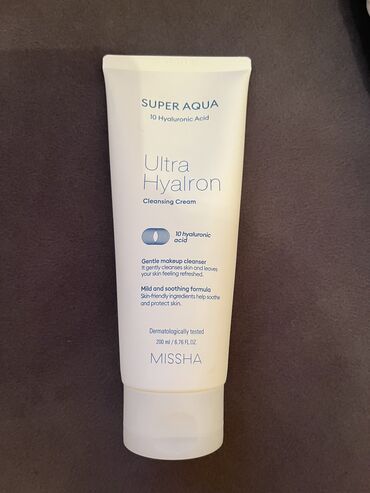 SUPER AQUA
10 Hyaluronic Acid
Ultra
Hyalron
Cleansing Cream
10 hyaluronic
acid
Gentle makeup cleanser
It gently cleanses skin and leaves
your skin feeling refreshed.
Mild and soothing formula
Skin-friendly ingredients help soothe
and protect skin.
Dermatologically tested
200 ml / 6.76 FL.OZ.
MISSHA